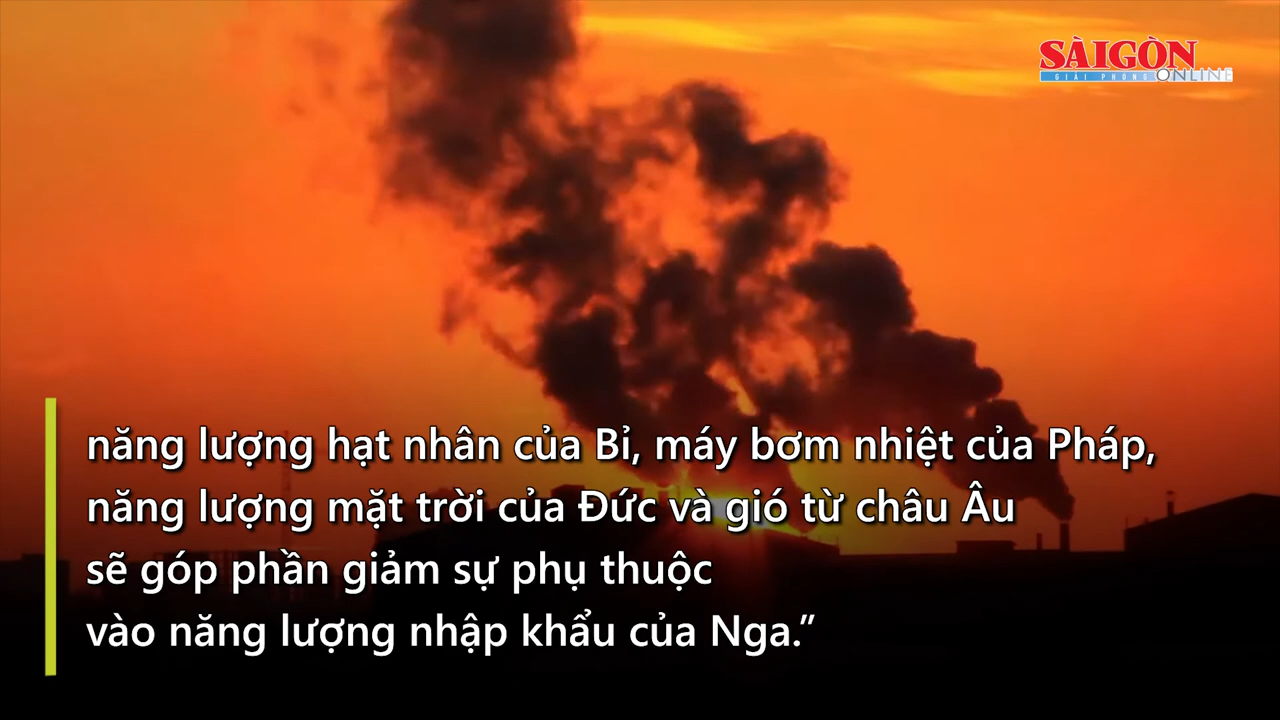 SÀIGÒN
GIẢI PHÓNG ONLINE
năng lượng hạt nhân của Bỉ, máy bơm nhiệt của Pháp,
năng lượng mặt trời của Đức và gió từ châu Âu
sẽ góp phần giảm sự phụ thuộc
vào năng lượng nhập khẩu của Nga.”